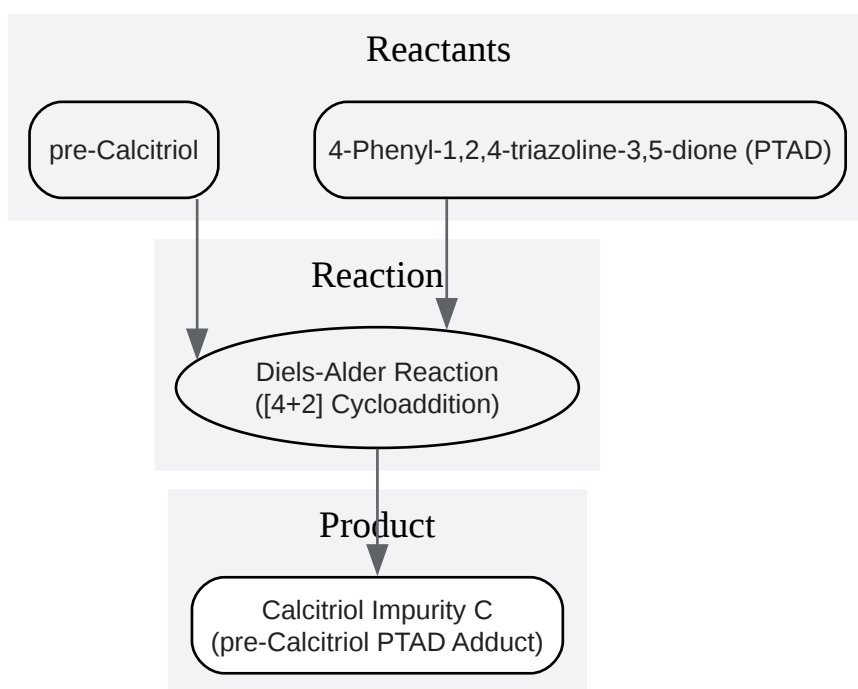 Reactants
pre-Calcitriol
4-Phenyl-1,2,4-triazoline-3,5-dione (PTAD)
Reaction
Diels-Alder Reaction
([4+2] Cycloaddition)
Product
Calcitriol Impurity C
(pre-Calcitriol PTAD Adduct)